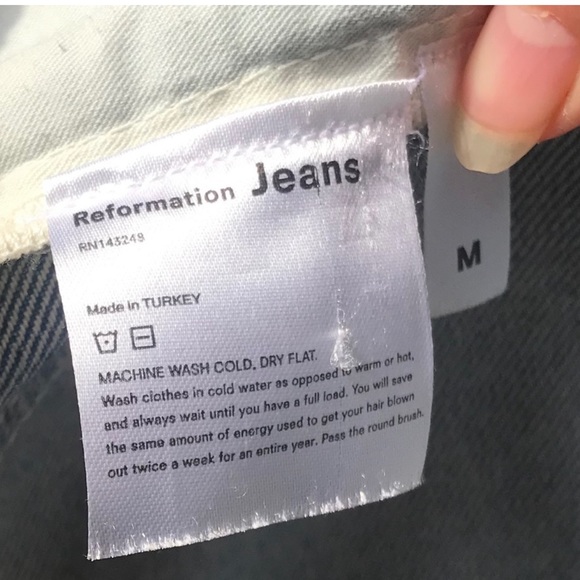 Reformation Jeans
RN143249
Made in TURKEY
MACHINE WASH COLD, DRY FLAT.
Wash clothes in cold water as opposed to warm or hot,
and always wait until you have a full load. You will save
the same amount of energy used to get your hair blown
out twice a week for an entire year. Pass the round brush.
M